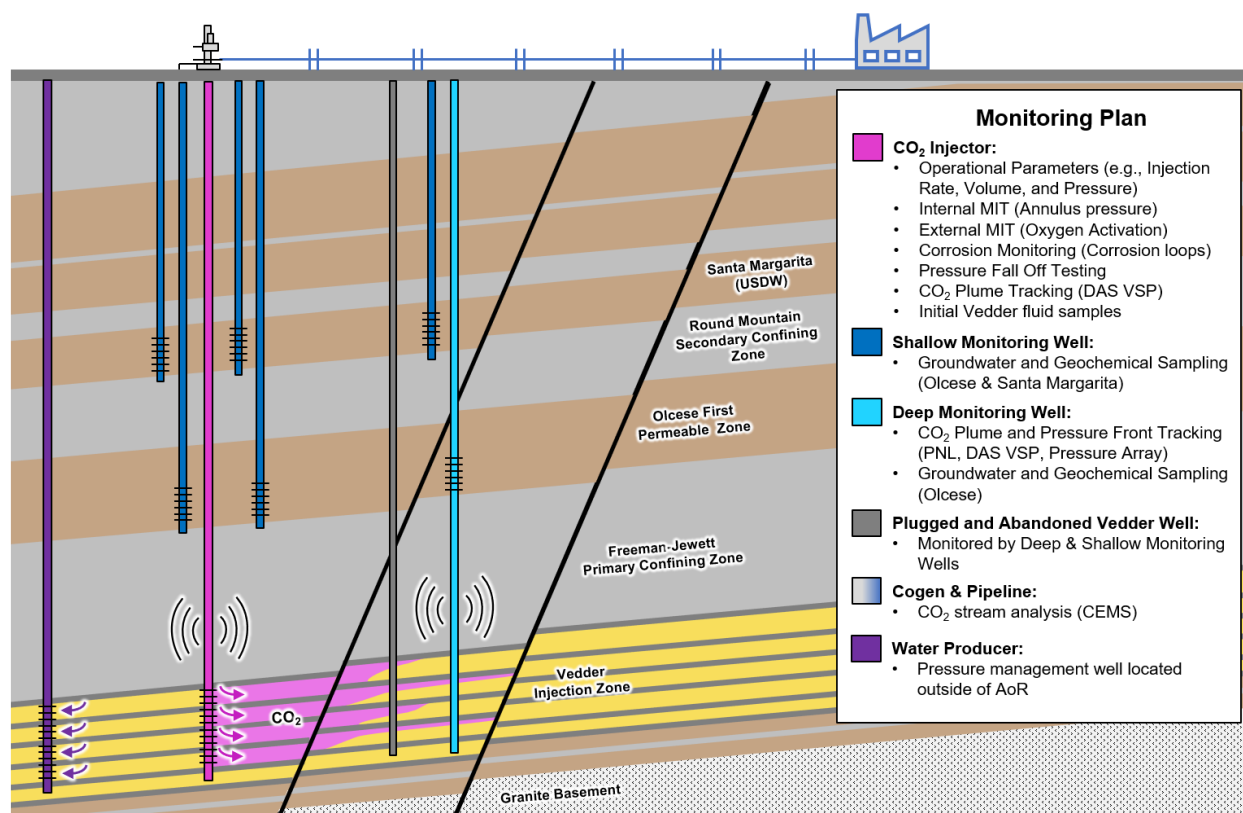 Monitoring Plan
CO₂ Injector:
• Operational Parameters (e.g., Injection
Rate, Volume, and Pressure)
• Internal MIT (Annulus pressure)
• External MIT (Oxygen Activation)
• Corrosion Monitoring (Corrosion loops)
• Pressure Fall Off Testing
• CO₂ Plume Tracking (DAS VSP)
• Initial Vedder fluid samples
Shallow Monitoring Well:
• Groundwater and Geochemical Sampling
(Olcese & Santa Margarita)
Deep Monitoring Well:
• CO₂ Plume and Pressure Front Tracking
(PNL, DAS VSP, Pressure Array)
• Groundwater and Geochemical Sampling
(Olcese)
Plugged and Abandoned Vedder Well:
• Monitored by Deep & Shallow Monitoring
Wells
Cogen & Pipeline:
• CO₂ stream analysis (CEMS)
Water Producer:
• Pressure management well located
outside of AoR
Santa Margarita
(USDW)
Round Mountain
Secondary Confining
Zone
Olcese First
Permeable Zone
Freeman-Jewett
Primary Confining Zone
Vedder
Injection Zone
CO₂
Granite Basement